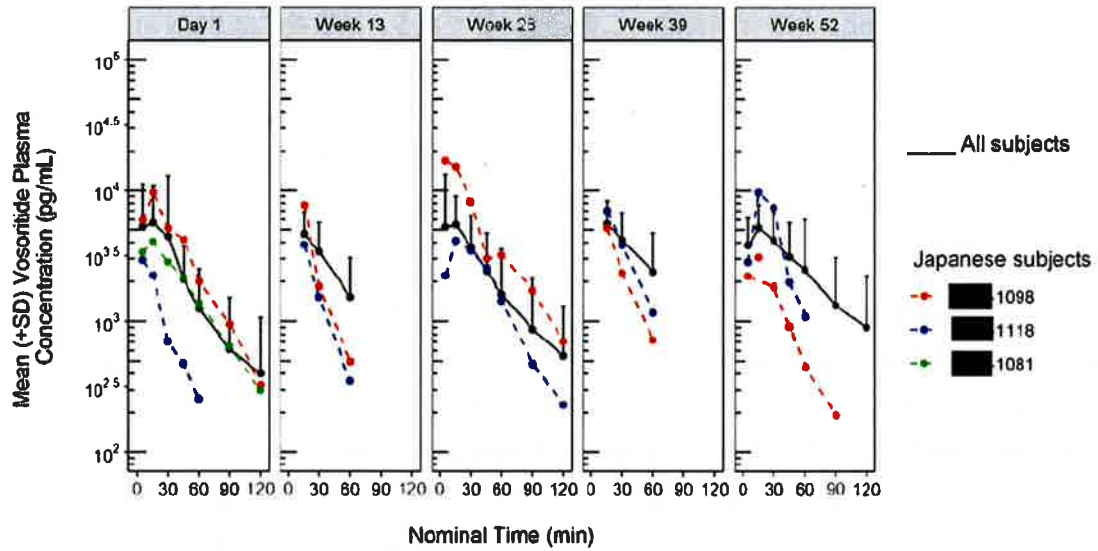 Day 1
Week 13
Week 26
Week 39
Week 52
Mean (+SD) Vosoritide Plasma
Concentration (pg/mL)
10^5
10^4.5
10^4
10^3.5
10^3
10^2.5
10^2
0 30 60 90 120
0 30 60 90 120
0 30 60 90 120
0 30 60 90 120
0 30 60 90 120
Nominal Time (min)
All subjects
Japanese subjects
-1098
-1118
-1081